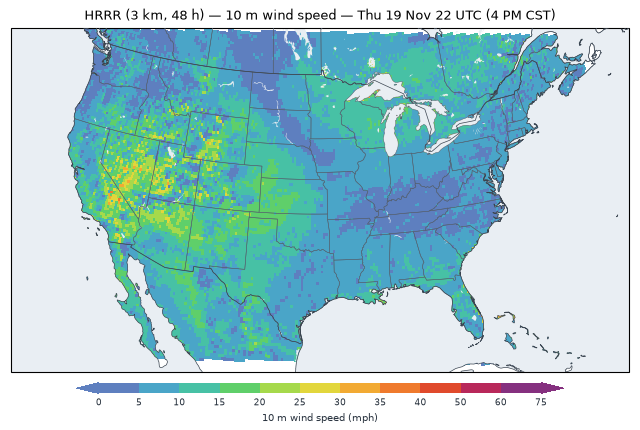 HRRR (3 km, 48 h) — 10 m wind speed — Thu 19 Nov 22 UTC (4 PM CST)
0 5 10 15 20 25 30 35 40 50 60 75
10 m wind speed (mph)